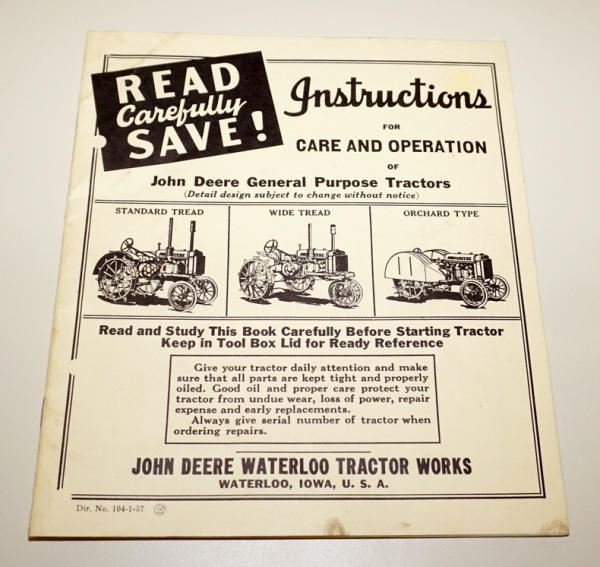 READ
Carefully
SAVE!
Instructions
FOR
CARE AND OPERATION
OF
John Deere General Purpose Tractors
(Detail design subject to change without notice)
STANDARD TREAD
WIDE TREAD
ORCHARD TYPE
Read and Study This Book Carefully Before Starting Tractor
Keep in Tool Box Lid for Ready Reference
Give your tractor daily attention and make
sure that all parts are kept tight and properly
oiled. Good oil and proper care protect your
tractor from undue wear, loss of power, repair
expense and early replacements.
Always give serial number of tractor when
ordering repairs.
JOHN DEERE WATERLOO TRACTOR WORKS
WATERLOO, IOWA, U. S. A.
Dir. No. 104-1-57